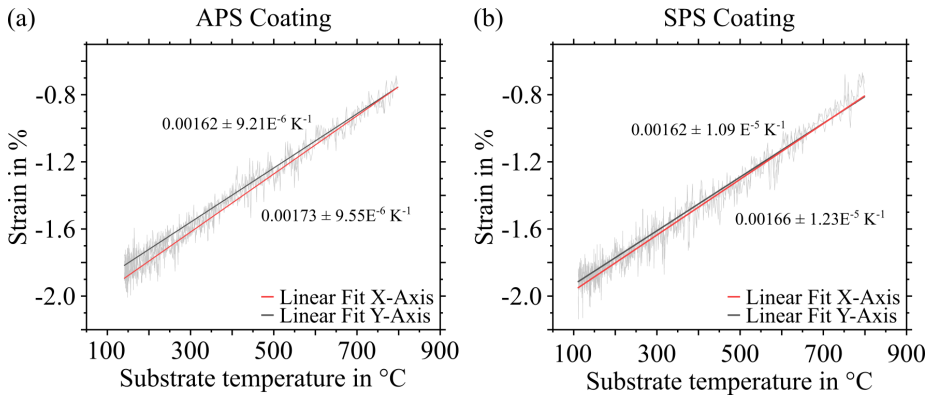 (a) APS Coating
Strain in %
-0.8
-1.2
-1.6
-2.0
0.00162 ± 9.21E⁻⁶ K⁻¹
0.00173 ± 9.55E⁻⁶ K⁻¹
Linear Fit X-Axis
Linear Fit Y-Axis
100 300 500 700 900
Substrate temperature in °C
(b) SPS Coating
Strain in %
-0.8
-1.2
-1.6
-2.0
0.00162 ± 1.09 E⁻⁵ K⁻¹
0.00166 ± 1.23E⁻⁵ K⁻¹
Linear Fit X-Axis
Linear Fit Y-Axis
100 300 500 700 900
Substrate temperature in °C